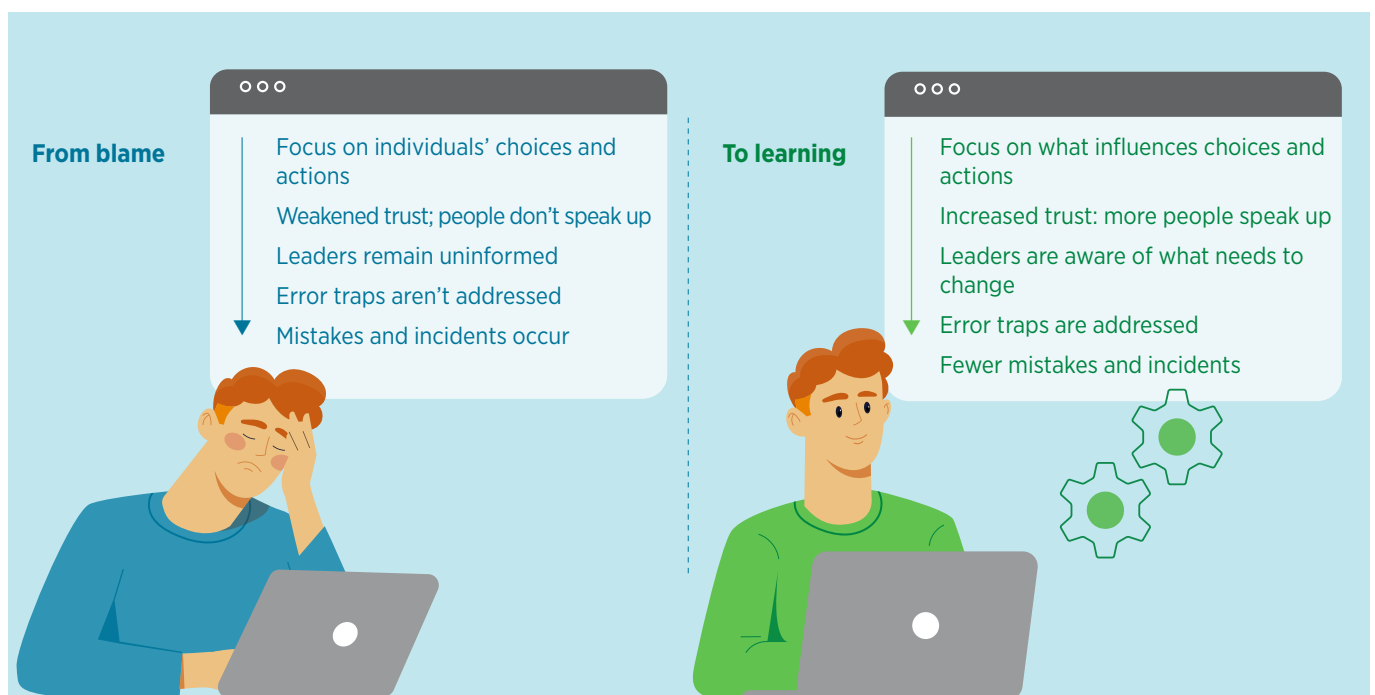 From blame
Focus on individuals’ choices and
actions
Weakened trust; people don’t speak up
Leaders remain uninformed
Error traps aren’t addressed
Mistakes and incidents occur
To learning
Focus on what influences choices and
actions
Increased trust: more people speak up
Leaders are aware of what needs to
change
Error traps are addressed
Fewer mistakes and incidents